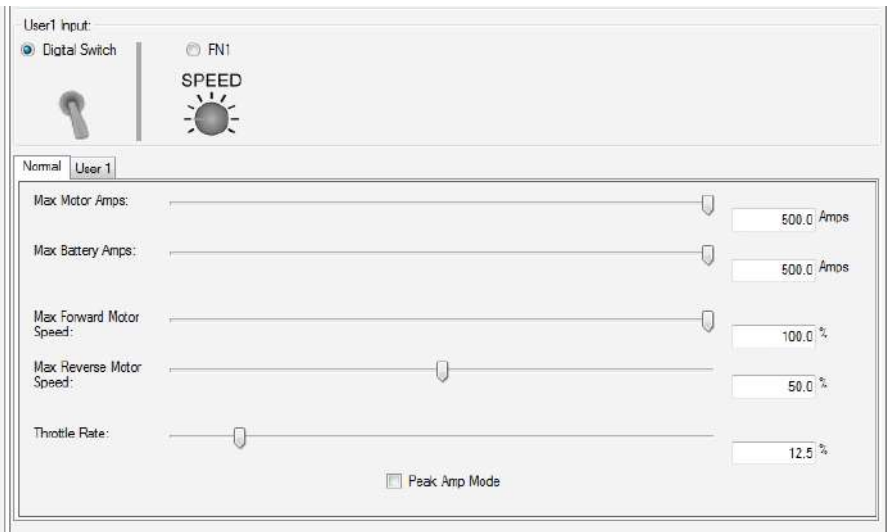 User1 Input:
Digtal Switch
FN1
SPEED
Normal
User 1
Max Motor Amps:
500.0 Amps
Max Battery Amps:
500.0 Amps
Max Forward Motor
Speed:
100.0 %
Max Reverse Motor
Speed:
50.0 %
Throttle Rate:
12.5 %
Peak Amp Mode